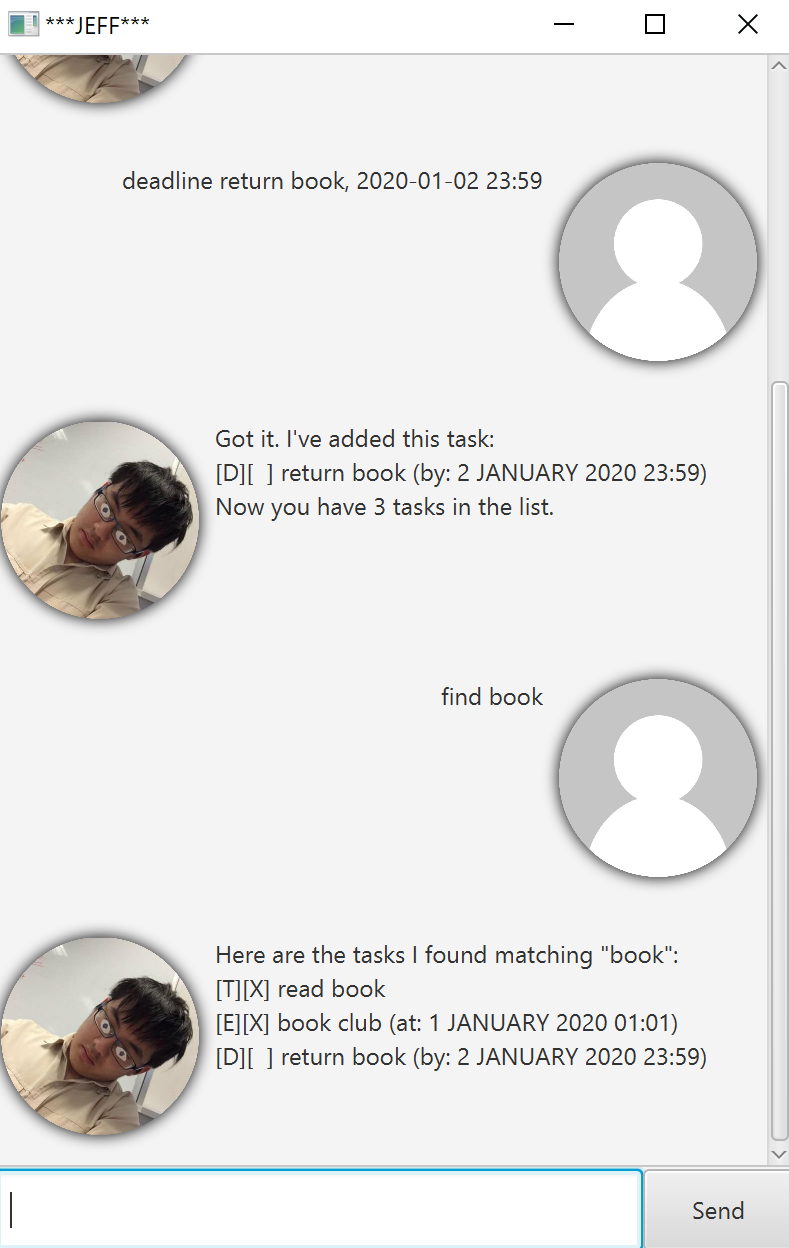 ***JEFF***
deadline return book, 2020-01-02 23:59
Got it. I've added this task:
[D][  ] return book (by: 2 JANUARY 2020 23:59)
Now you have 3 tasks in the list.
find book
Here are the tasks I found matching "book":
[T][X] read book
[E][X] book club (at: 1 JANUARY 2020 01:01)
[D][  ] return book (by: 2 JANUARY 2020 23:59)
Send